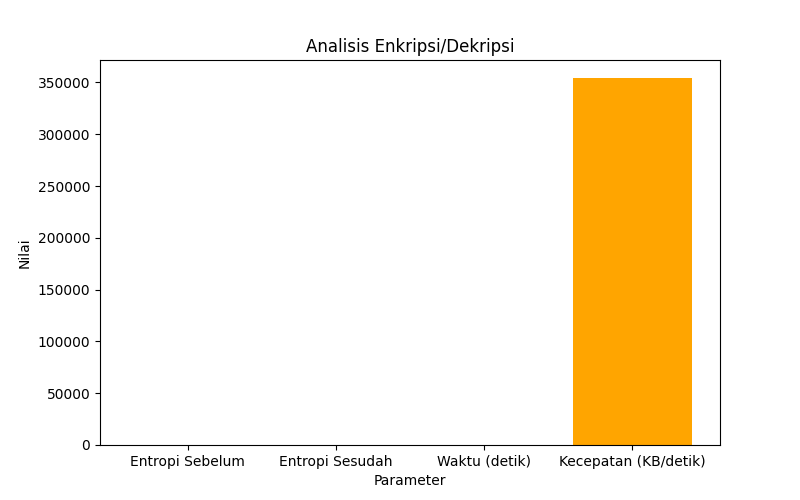 Analisis Enkripsi/Dekripsi
350000
300000
250000
200000
150000
100000
50000
0
Nilai
Entropi Sebelum
Entropi Sesudah
Waktu (detik)
Kecepatan (KB/detik)
Parameter